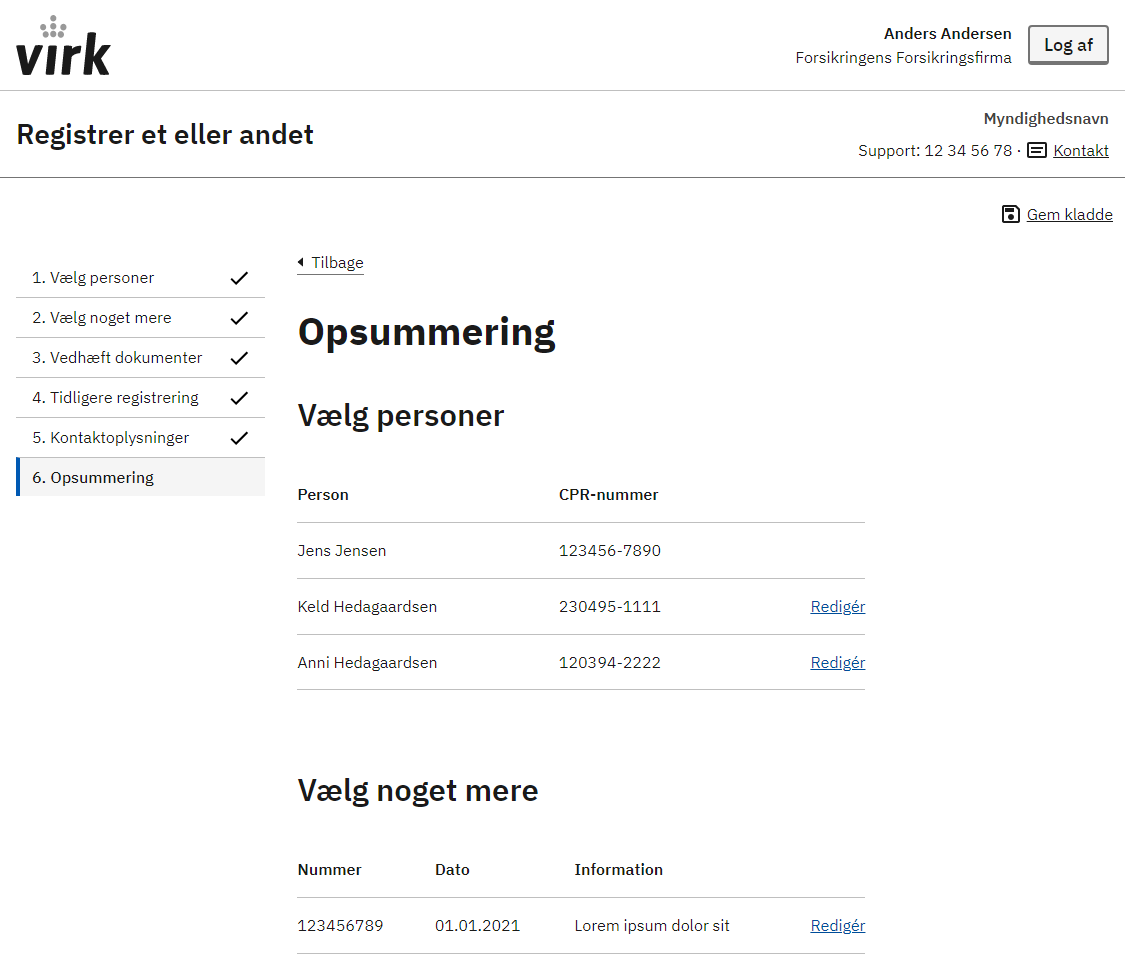 virk
Anders Andersen
Forsikringens Forsikringsfirma
Log af
Registrer et eller andet
Myndighedsnavn
Support: 12 34 56 78 · Kontakt
Gem kladde
1. Vælg personer
2. Vælg noget mere
3. Vedhæft dokumenter
4. Tidligere registrering
5. Kontaktoplysninger
6. Opsummering
Tilbage
Opsummering
Vælg personer
Person CPR-nummer
Jens Jensen 123456-7890
Keld Hedagaardsen 230495-1111 Redigér
Anni Hedagaardsen 120394-2222 Redigér
Vælg noget mere
Nummer Dato Information
123456789 01.01.2021 Lorem ipsum dolor sit Redigér